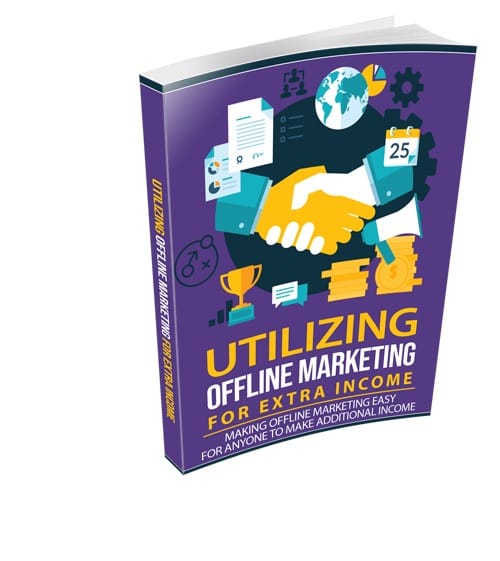 UTILIZING OFFLINE MARKETING FOR EXTRA INCOME
25
UTILIZING
OFFLINE MARKETING
FOR EXTRA INCOME
MAKING OFFLINE MARKETING EASY
FOR ANYONE TO MAKE ADDITIONAL INCOME